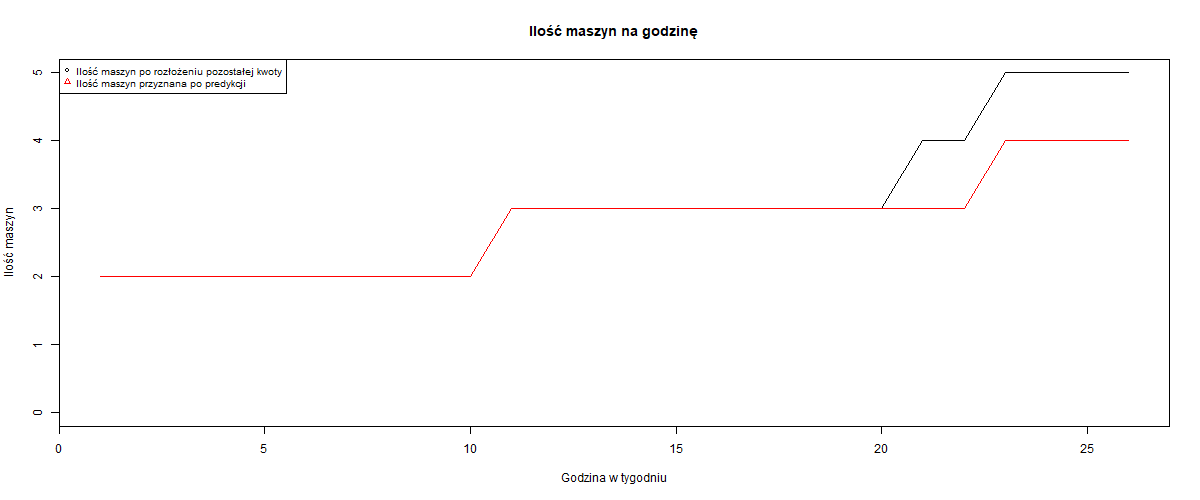 Ilość maszyn na godzinę
Ilość maszyn po rozłożeniu pozostałej kwoty
Ilość maszyn przyznana po predykcji
Ilość maszyn
5
4
3
2
1
0
0 5 10 15 20 25
Godzina w tygodniu